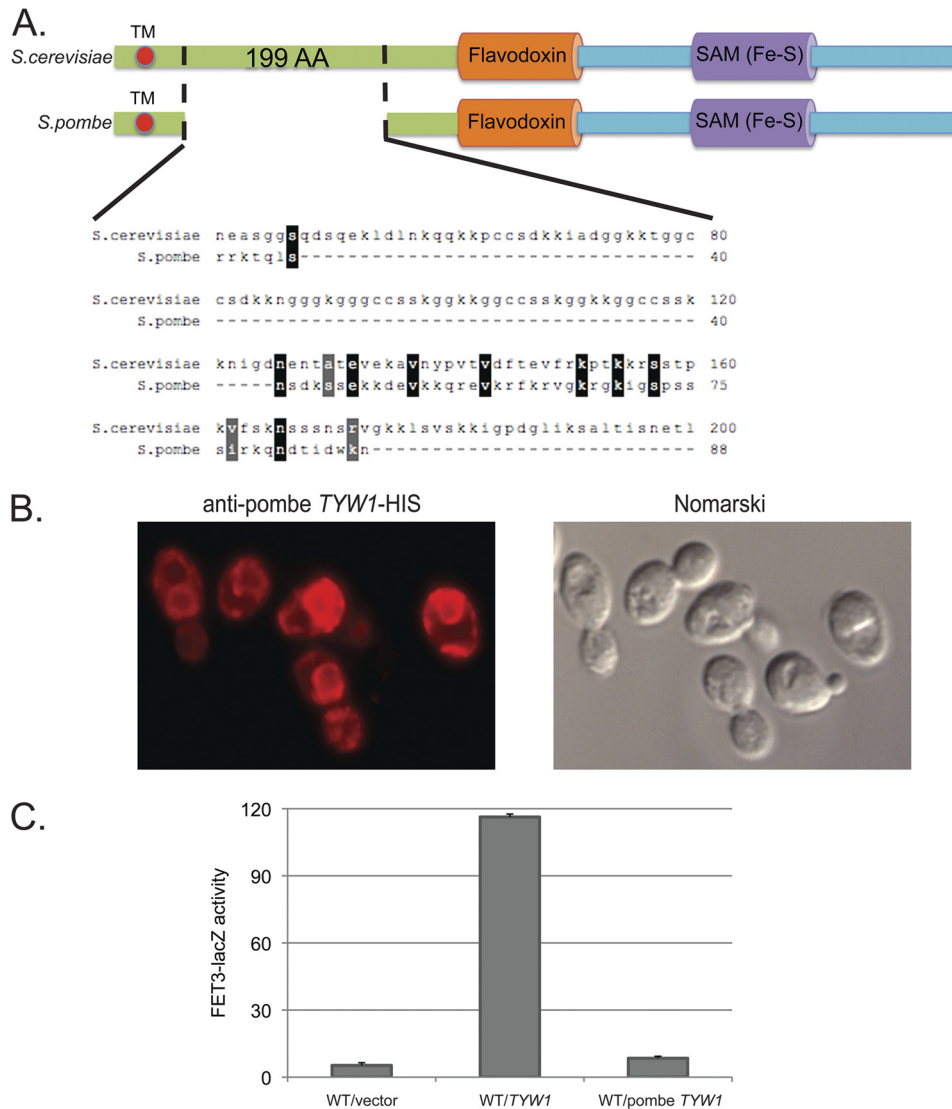 A.
TM
S.cerevisiae
199 AA
Flavodoxin
SAM (Fe-S)
TM
S.pombe
Flavodoxin
SAM (Fe-S)
S.cerevisiae neasggsqdsqekldlnkqqkkpccsdkkiadggkktggc 80
S.pombe rrktqls--------------------------------- 40
S.cerevisiae csdkkngggkgggccsskggkkggccsskggkkggccssk 120
S.pombe ---------------------------------------- 40
S.cerevisiae knigdnentatevekavnypvtvdftevfrkptkkrsstp 160
S.pombe -----nsdkssekkdevkkqrevkrfkrvgkrgkigspss 75
S.cerevisiae kvfsknsssnsrvgkklsvskkigpdgliksaltisnetl 200
S.pombe sirkqndtidwkn--------------------------- 88
B.
anti-pombe TYW1-HIS
Nomarski
C.
FET3-lacZ activity
120
90
60
30
0
WT/vector
WT/TYW1
WT/pombe TYW1